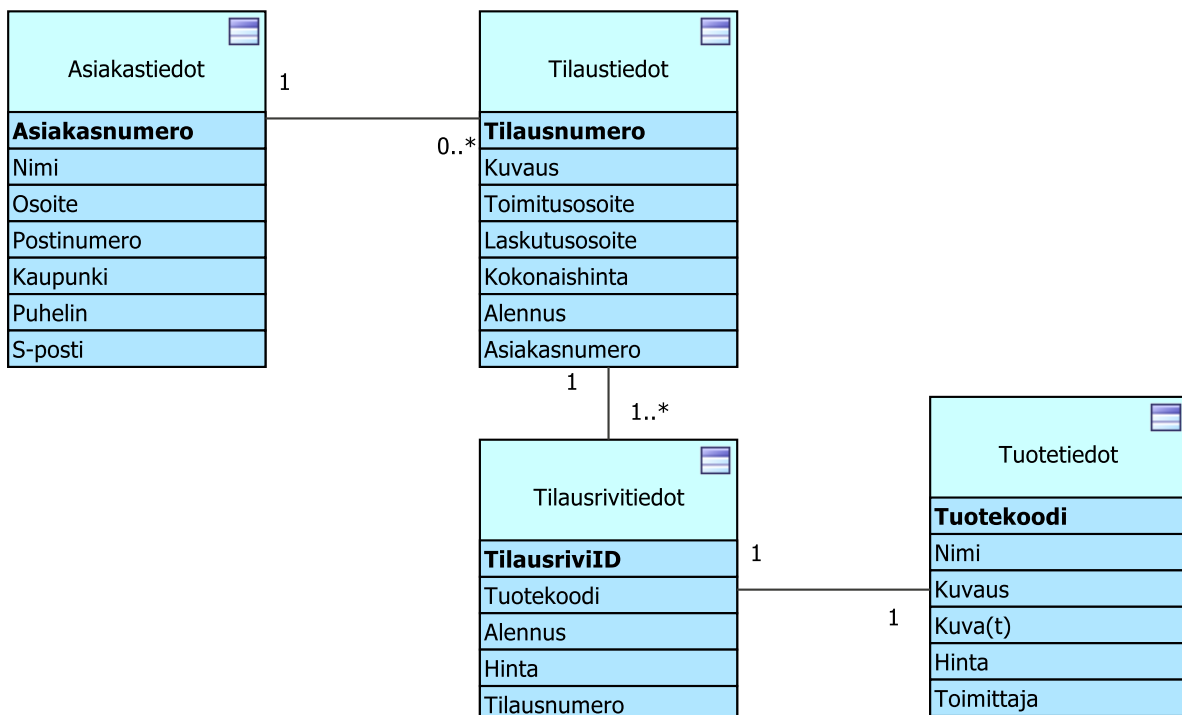 Asiakastiedot
1
Asiakasnumero
Nimi
Osoite
Postinumero
Kaupunki
Puhelin
S-posti
Tilaustiedot
0..*
Tilausnumero
Kuvaus
Toimitusosoite
Laskutusosoite
Kokonaishinta
Alennus
Asiakasnumero
1
1..*
Tilausrivitiedot
TilausriviID
Tuotekoodi
Alennus
Hinta
Tilausnumero
1
1
Tuotetiedot
Tuotekoodi
Nimi
Kuvaus
Kuva(t)
Hinta
Toimittaja